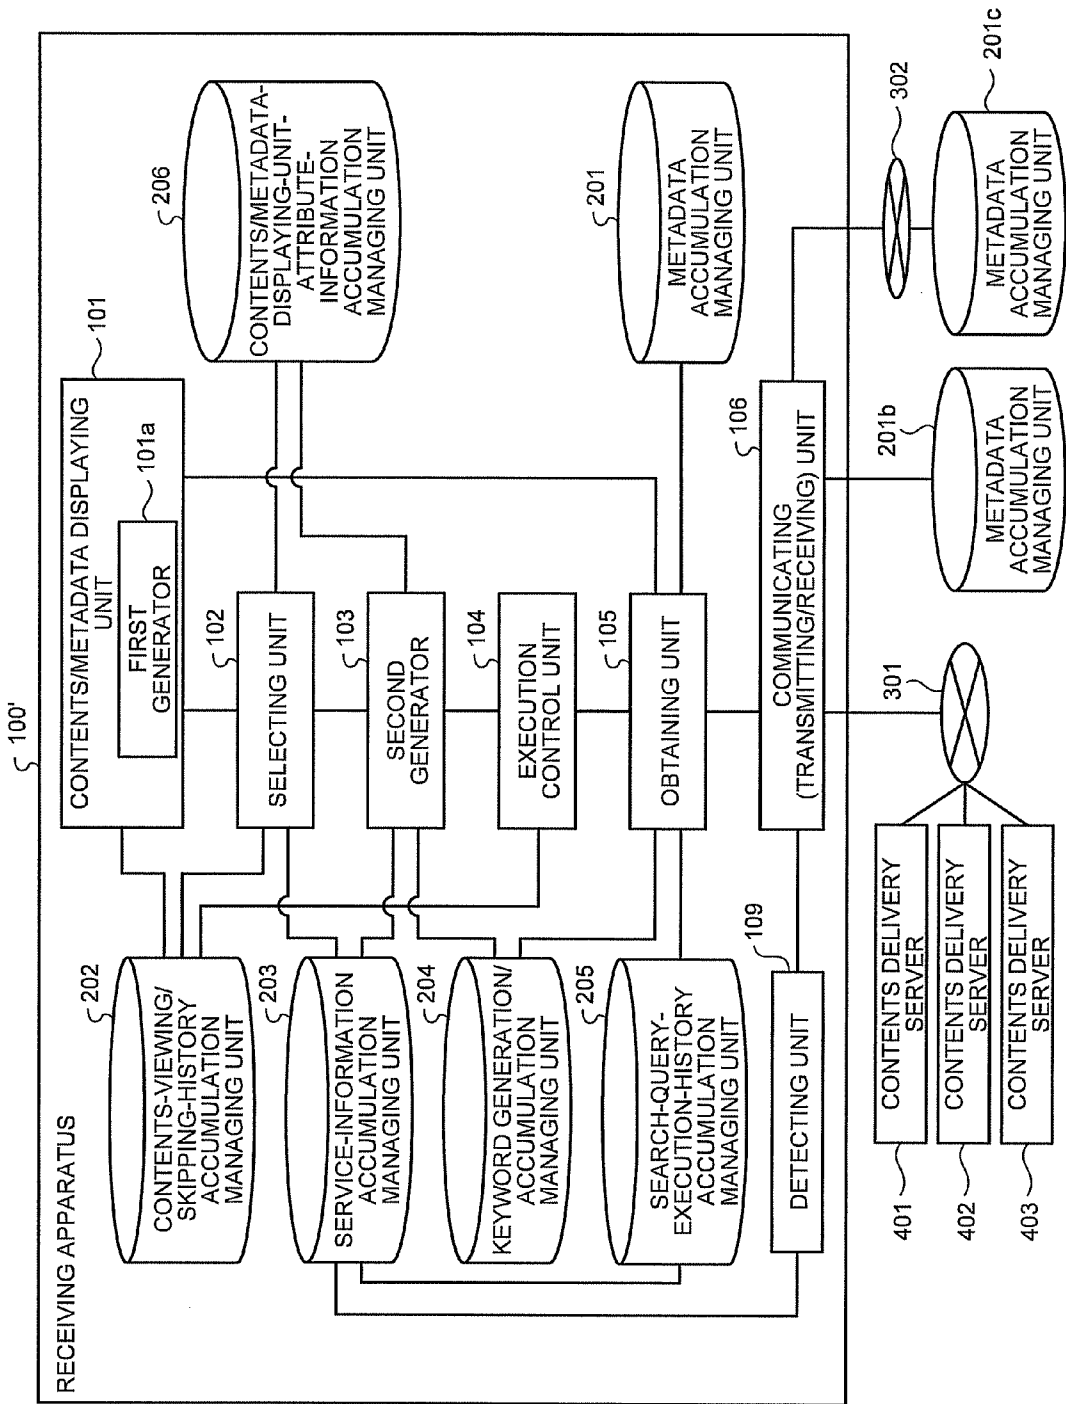 100'
RECEIVING APPARATUS
CONTENTS/METADATA DISPLAYING
UNIT
101
FIRST
GENERATOR
101a
202
CONTENTS-VIEWING/
SKIPPING-HISTORY
ACCUMULATION
MANAGING UNIT
SELECTING UNIT
102
206
CONTENTS/METADATA-
DISPLAYING-UNIT-
ATTRIBUTE-
INFORMATION
ACCUMULATION
MANAGING UNIT
203
SERVICE-INFORMATION
ACCUMULATION
MANAGING UNIT
SECOND
GENERATOR
103
204
KEYWORD GENERATION/
ACCUMULATION
MANAGING UNIT
EXECUTION
CONTROL UNIT
104
205
SEARCH-QUERY-
EXECUTION-HISTORY
ACCUMULATION
MANAGING UNIT
OBTAINING UNIT
105
201
METADATA
ACCUMULATION
MANAGING UNIT
109
DETECTING UNIT
COMMUNICATING
(TRANSMITTING/RECEIVING) UNIT
106
302
401
CONTENTS DELIVERY
SERVER
402
CONTENTS DELIVERY
SERVER
403
CONTENTS DELIVERY
SERVER
301
201b
METADATA
ACCUMULATION
MANAGING UNIT
201c
METADATA
ACCUMULATION
MANAGING UNIT